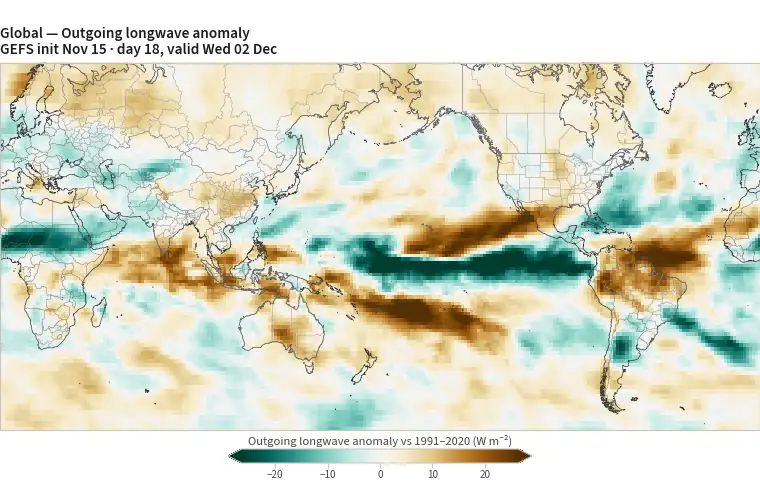 Global — Outgoing longwave anomaly
GEFS init Nov 15 · day 18, valid Wed 02 Dec
Outgoing longwave anomaly vs 1991–2020 (W m⁻²)
−20 −10 0 10 20